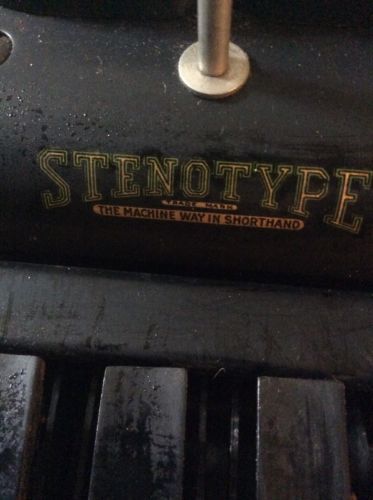 STENOTYPE
TRADE MARK
THE MACHINE WAY IN SHORTHAND